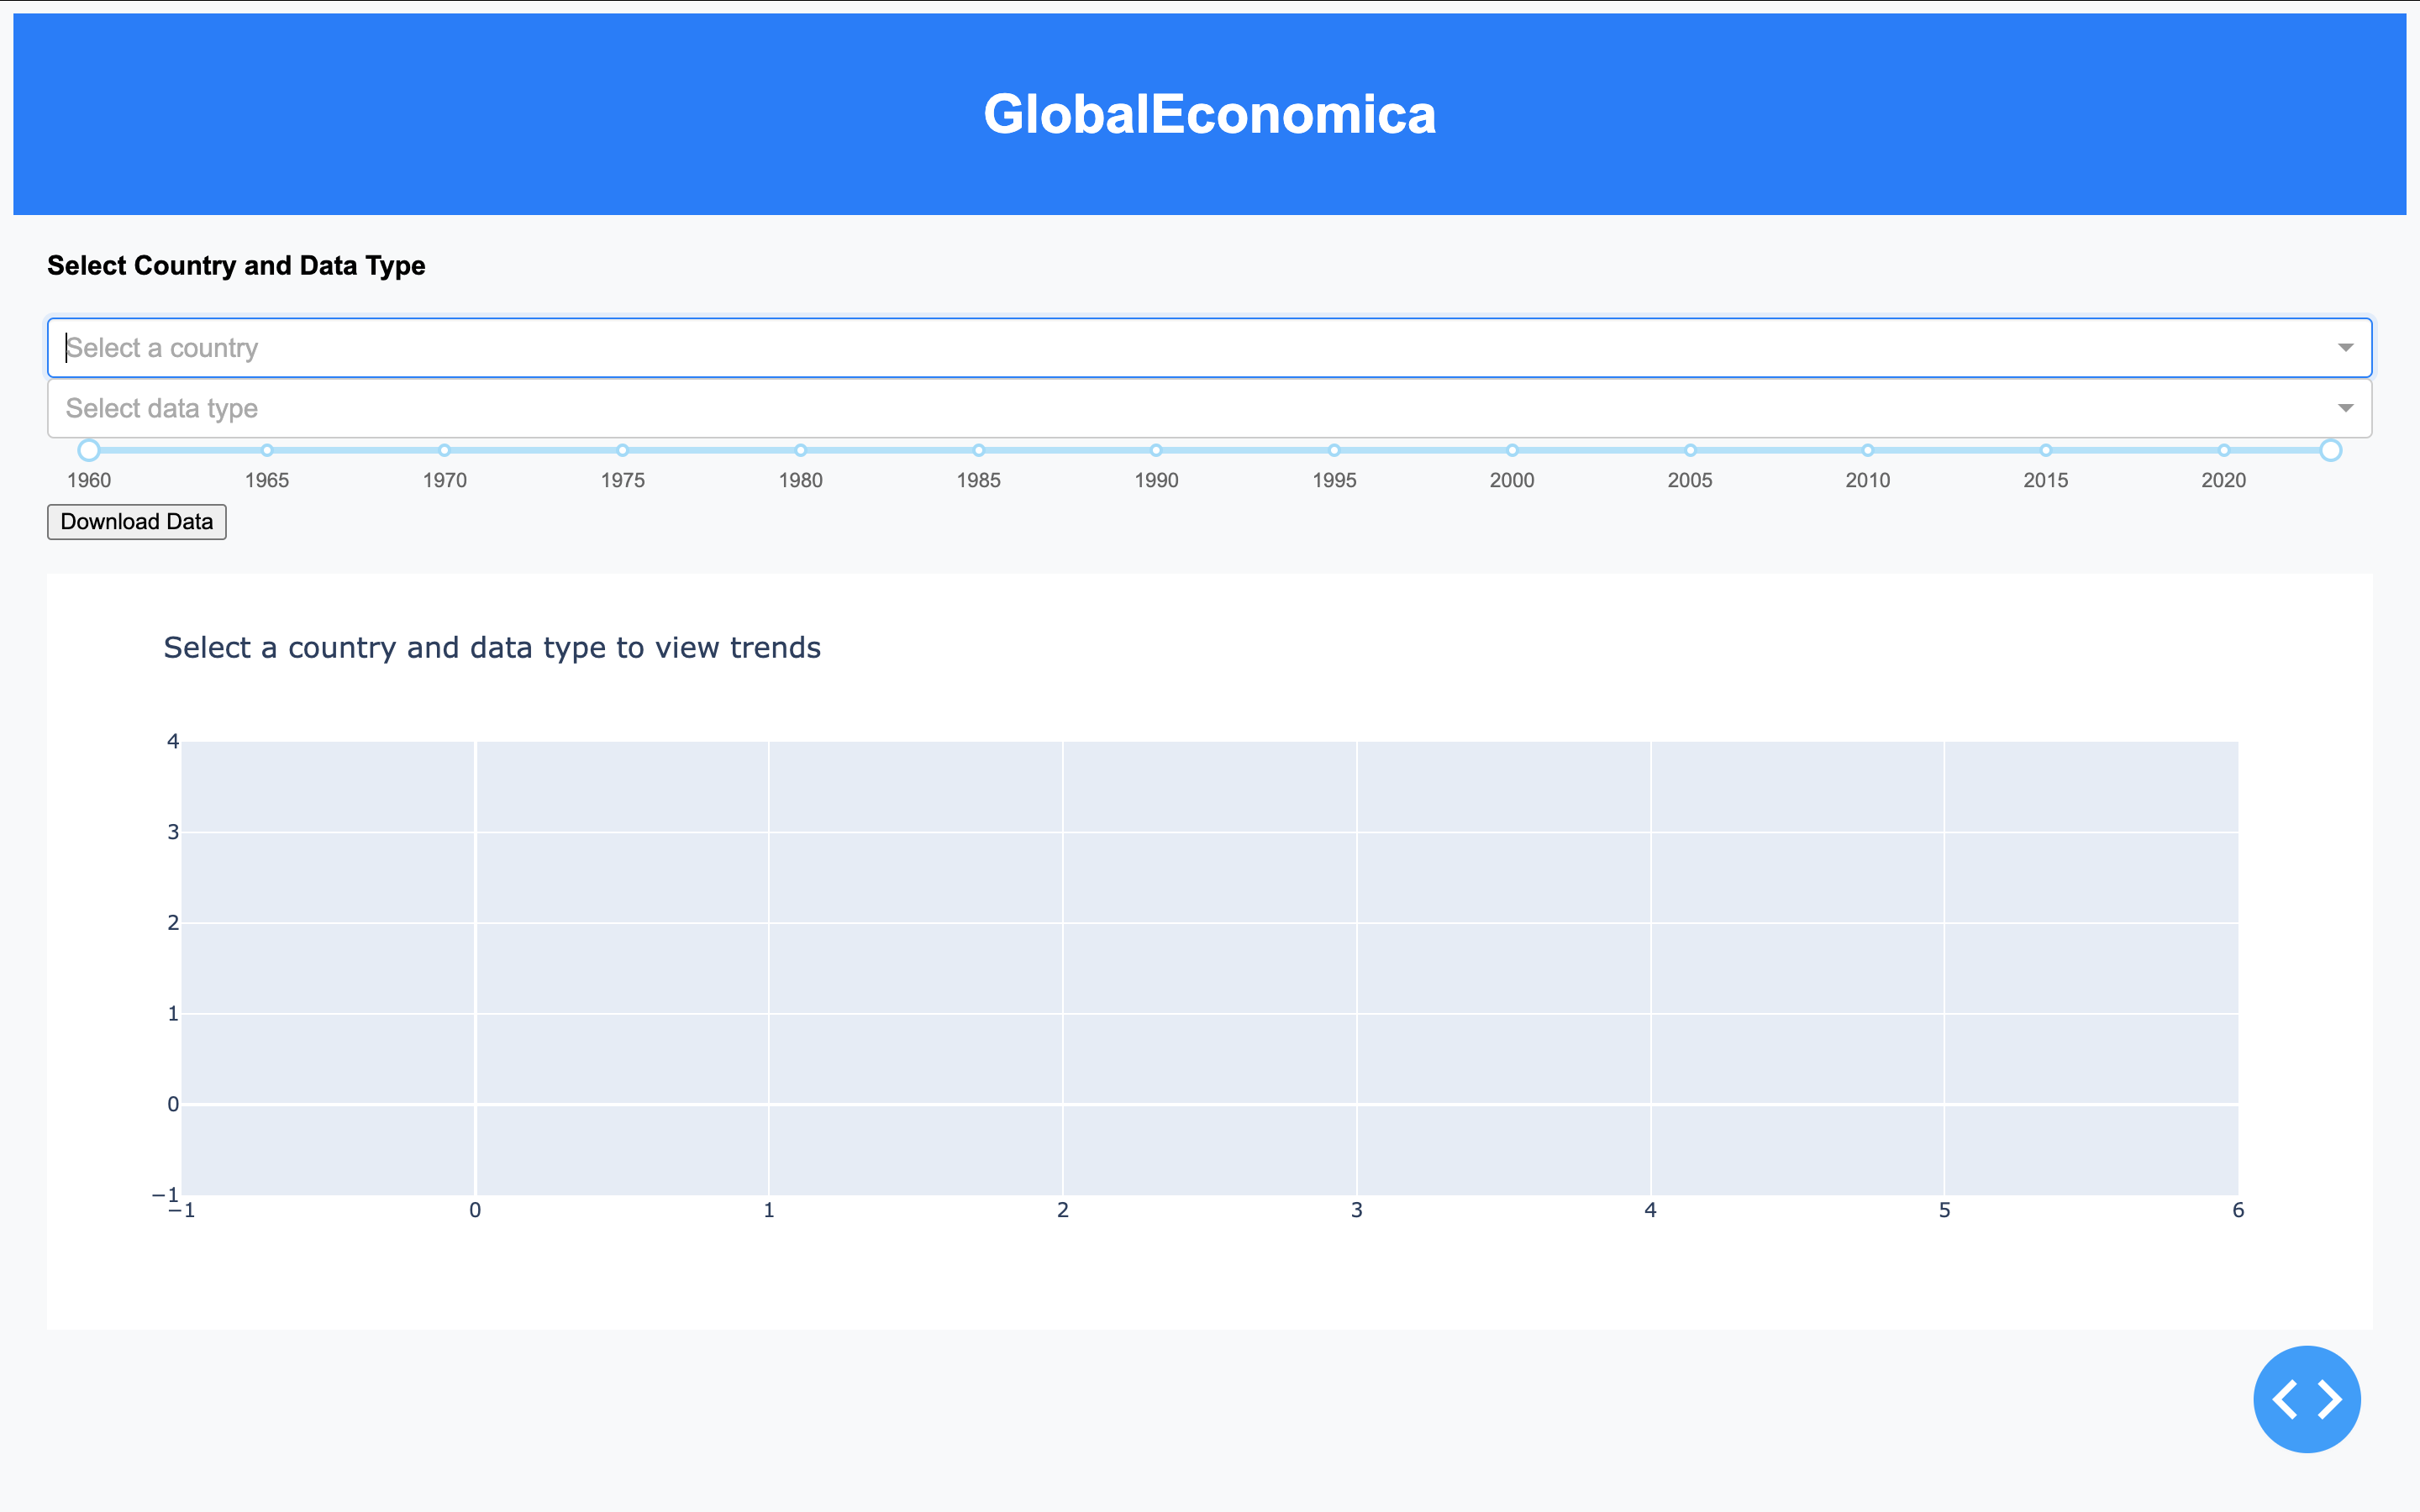 GlobalEconomica
Select Country and Data Type
Select a country
Select data type
1960 1965 1970 1975 1980 1985 1990 1995 2000 2005 2010 2015 2020
Download Data
Select a country and data type to view trends
4
3
2
1
0
−1
−1 0 1 2 3 4 5 6